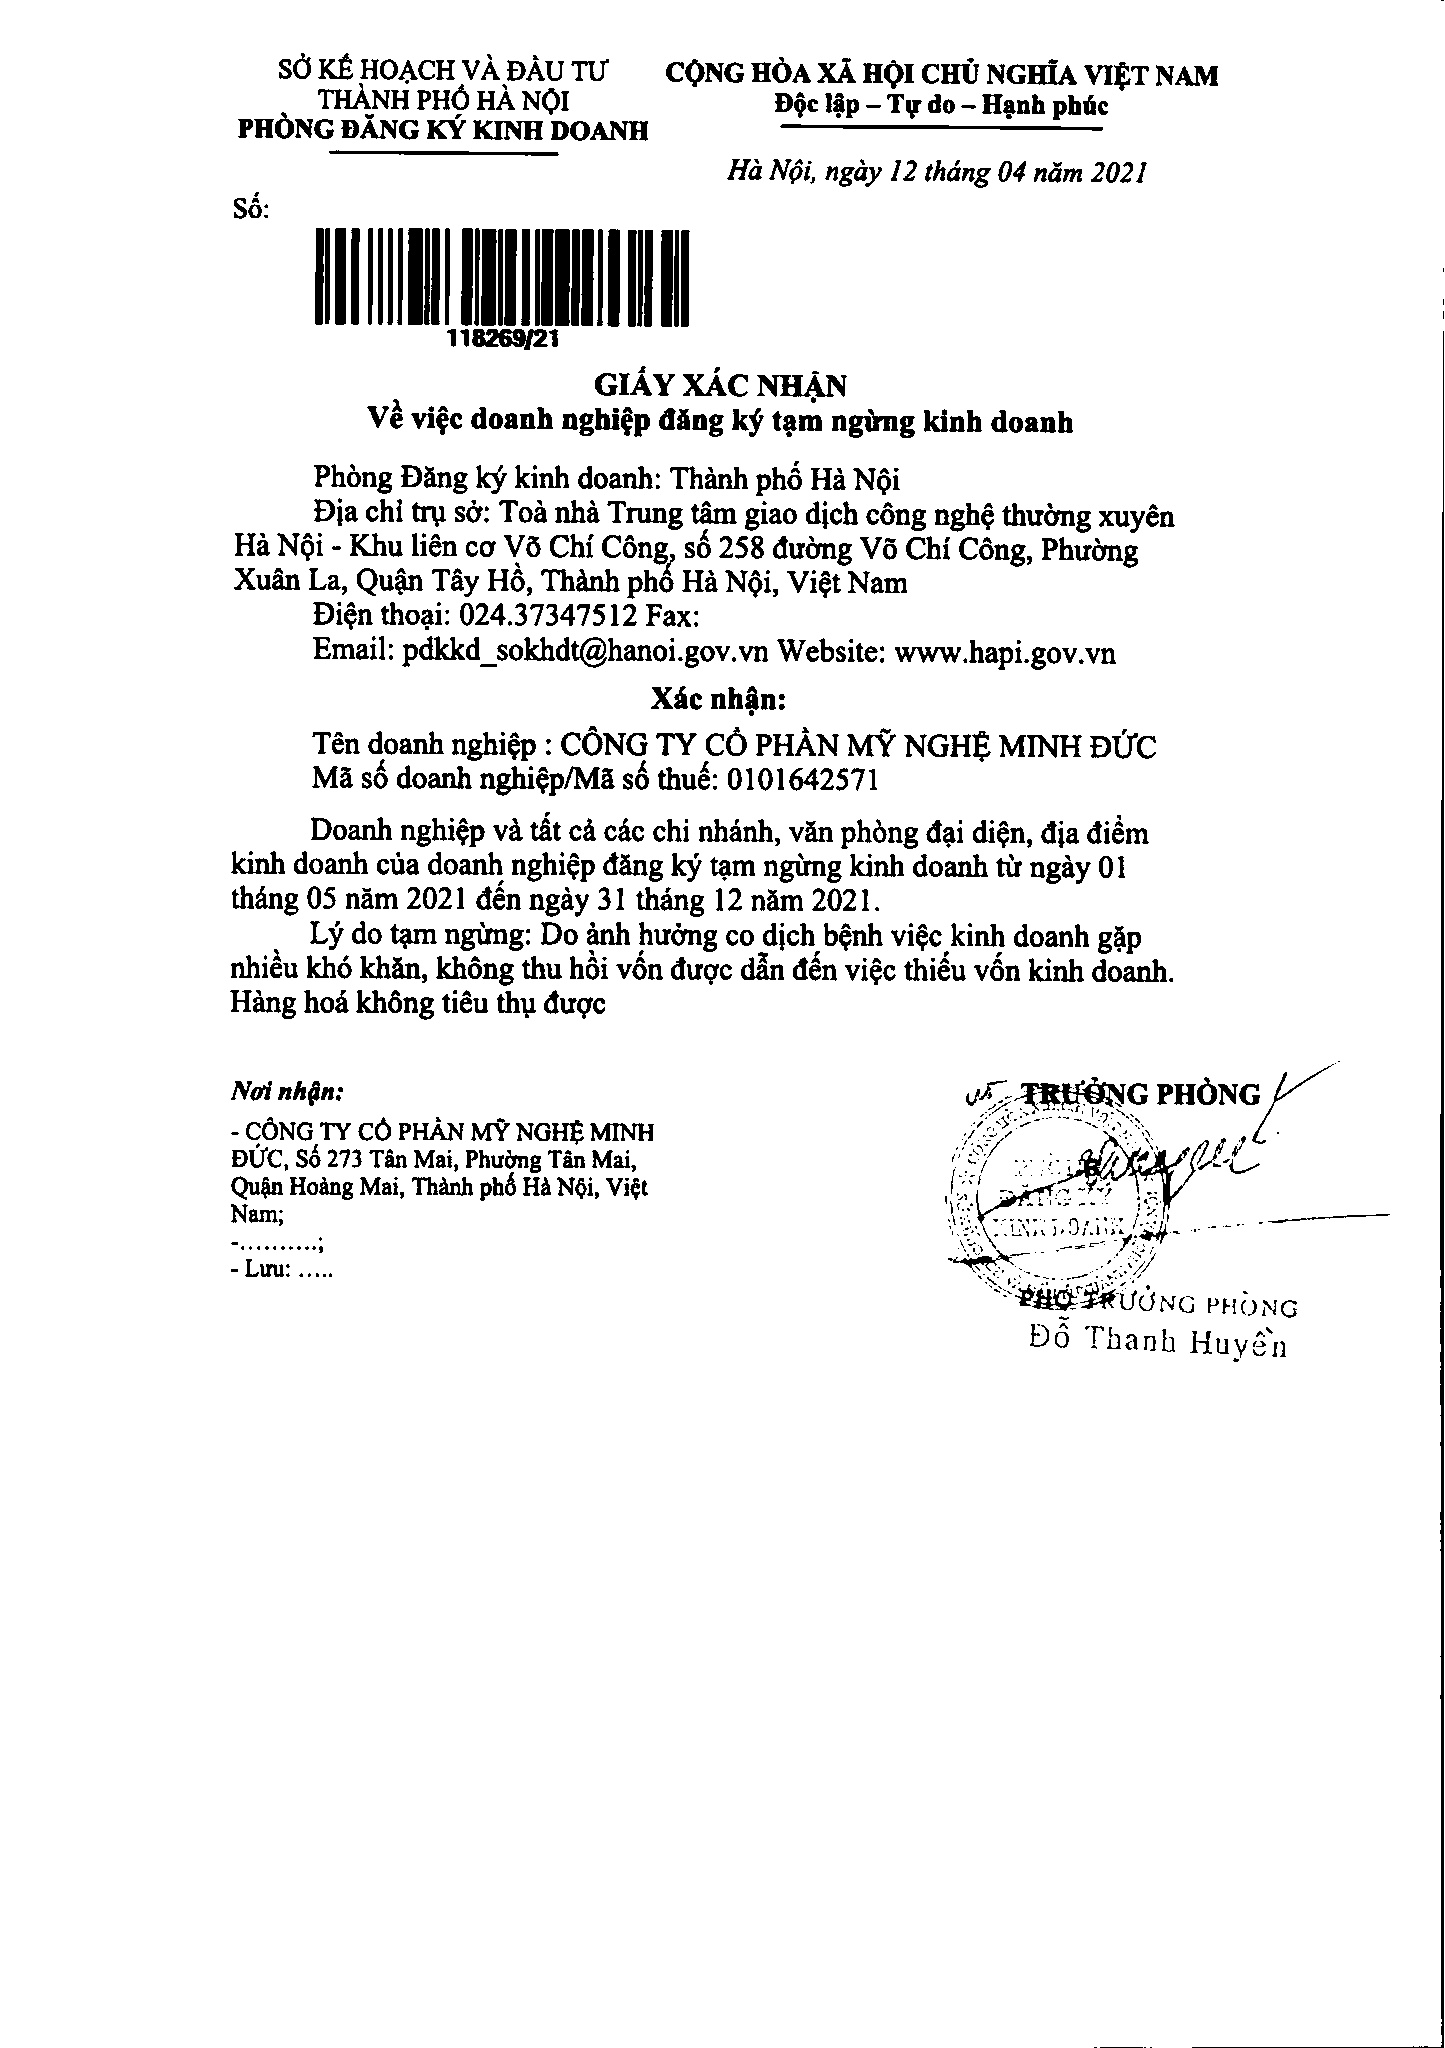 SỞ KẾ HOẠCH VÀ ĐẦU TƯ
THÀNH PHỐ HÀ NỘI
PHÒNG ĐĂNG KÝ KINH DOANH
CỘNG HÒA XÃ HỘI CHỦ NGHĨA VIỆT NAM
Độc lập – Tự do – Hạnh phúc
Hà Nội, ngày 12 tháng 04 năm 2021
Số:
118269/21
GIẤY XÁC NHẬN
Về việc doanh nghiệp đăng ký tạm ngừng kinh doanh
Phòng Đăng ký kinh doanh: Thành phố Hà Nội
Địa chỉ trụ sở: Toà nhà Trung tâm giao dịch công nghệ thường xuyên
Hà Nội - Khu liên cơ Võ Chí Công, số 258 đường Võ Chí Công, Phường
Xuân La, Quận Tây Hồ, Thành phố Hà Nội, Việt Nam
Điện thoại: 024.37347512 Fax:
Email: pdkkd_sokhdt@hanoi.gov.vn Website: www.hapi.gov.vn
Xác nhận:
Tên doanh nghiệp : CÔNG TY CỔ PHẦN MỸ NGHỆ MINH ĐỨC
Mã số doanh nghiệp/Mã số thuế: 0101642571
Doanh nghiệp và tất cả các chi nhánh, văn phòng đại diện, địa điểm
kinh doanh của doanh nghiệp đăng ký tạm ngừng kinh doanh từ ngày 01
tháng 05 năm 2021 đến ngày 31 tháng 12 năm 2021.
Lý do tạm ngừng: Do ảnh hưởng co dịch bệnh việc kinh doanh gặp
nhiều khó khăn, không thu hồi vốn được dẫn đến việc thiếu vốn kinh doanh.
Hàng hoá không tiêu thụ được
Nơi nhận:
- CÔNG TY CỔ PHẦN MỸ NGHỆ MINH
ĐỨC, Số 273 Tân Mai, Phường Tân Mai,
Quận Hoàng Mai, Thành phố Hà Nội, Việt
Nam;
-..........;
- Lưu: .....
TRƯỞNG PHÒNG
ĐĂNG KÝ
KINH DOANH
PHÓ TRƯỞNG PHÒNG
Đỗ Thanh Huyền